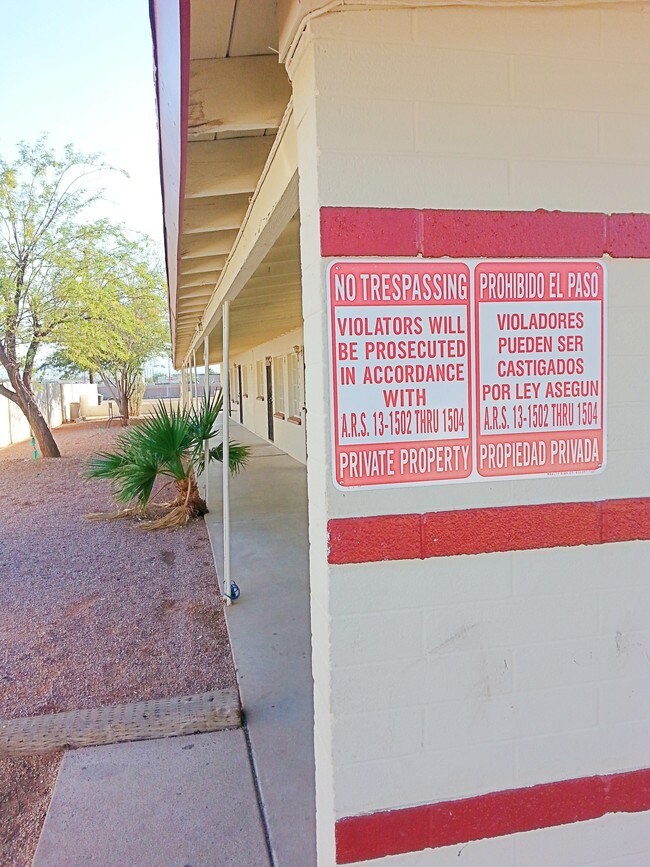 NO TRESPASSING
VIOLATORS WILL
BE PROSECUTED
IN ACCORDANCE
WITH
A.R.S. 13-1502 THRU 1504
PRIVATE PROPERTY
PROHIBIDO EL PASO
VIOLADORES
PUEDEN SER
CASTIGADOS
POR LEY ASEGUN
A.R.S. 13-1502 THRU 1504
PROPIEDAD PRIVADA